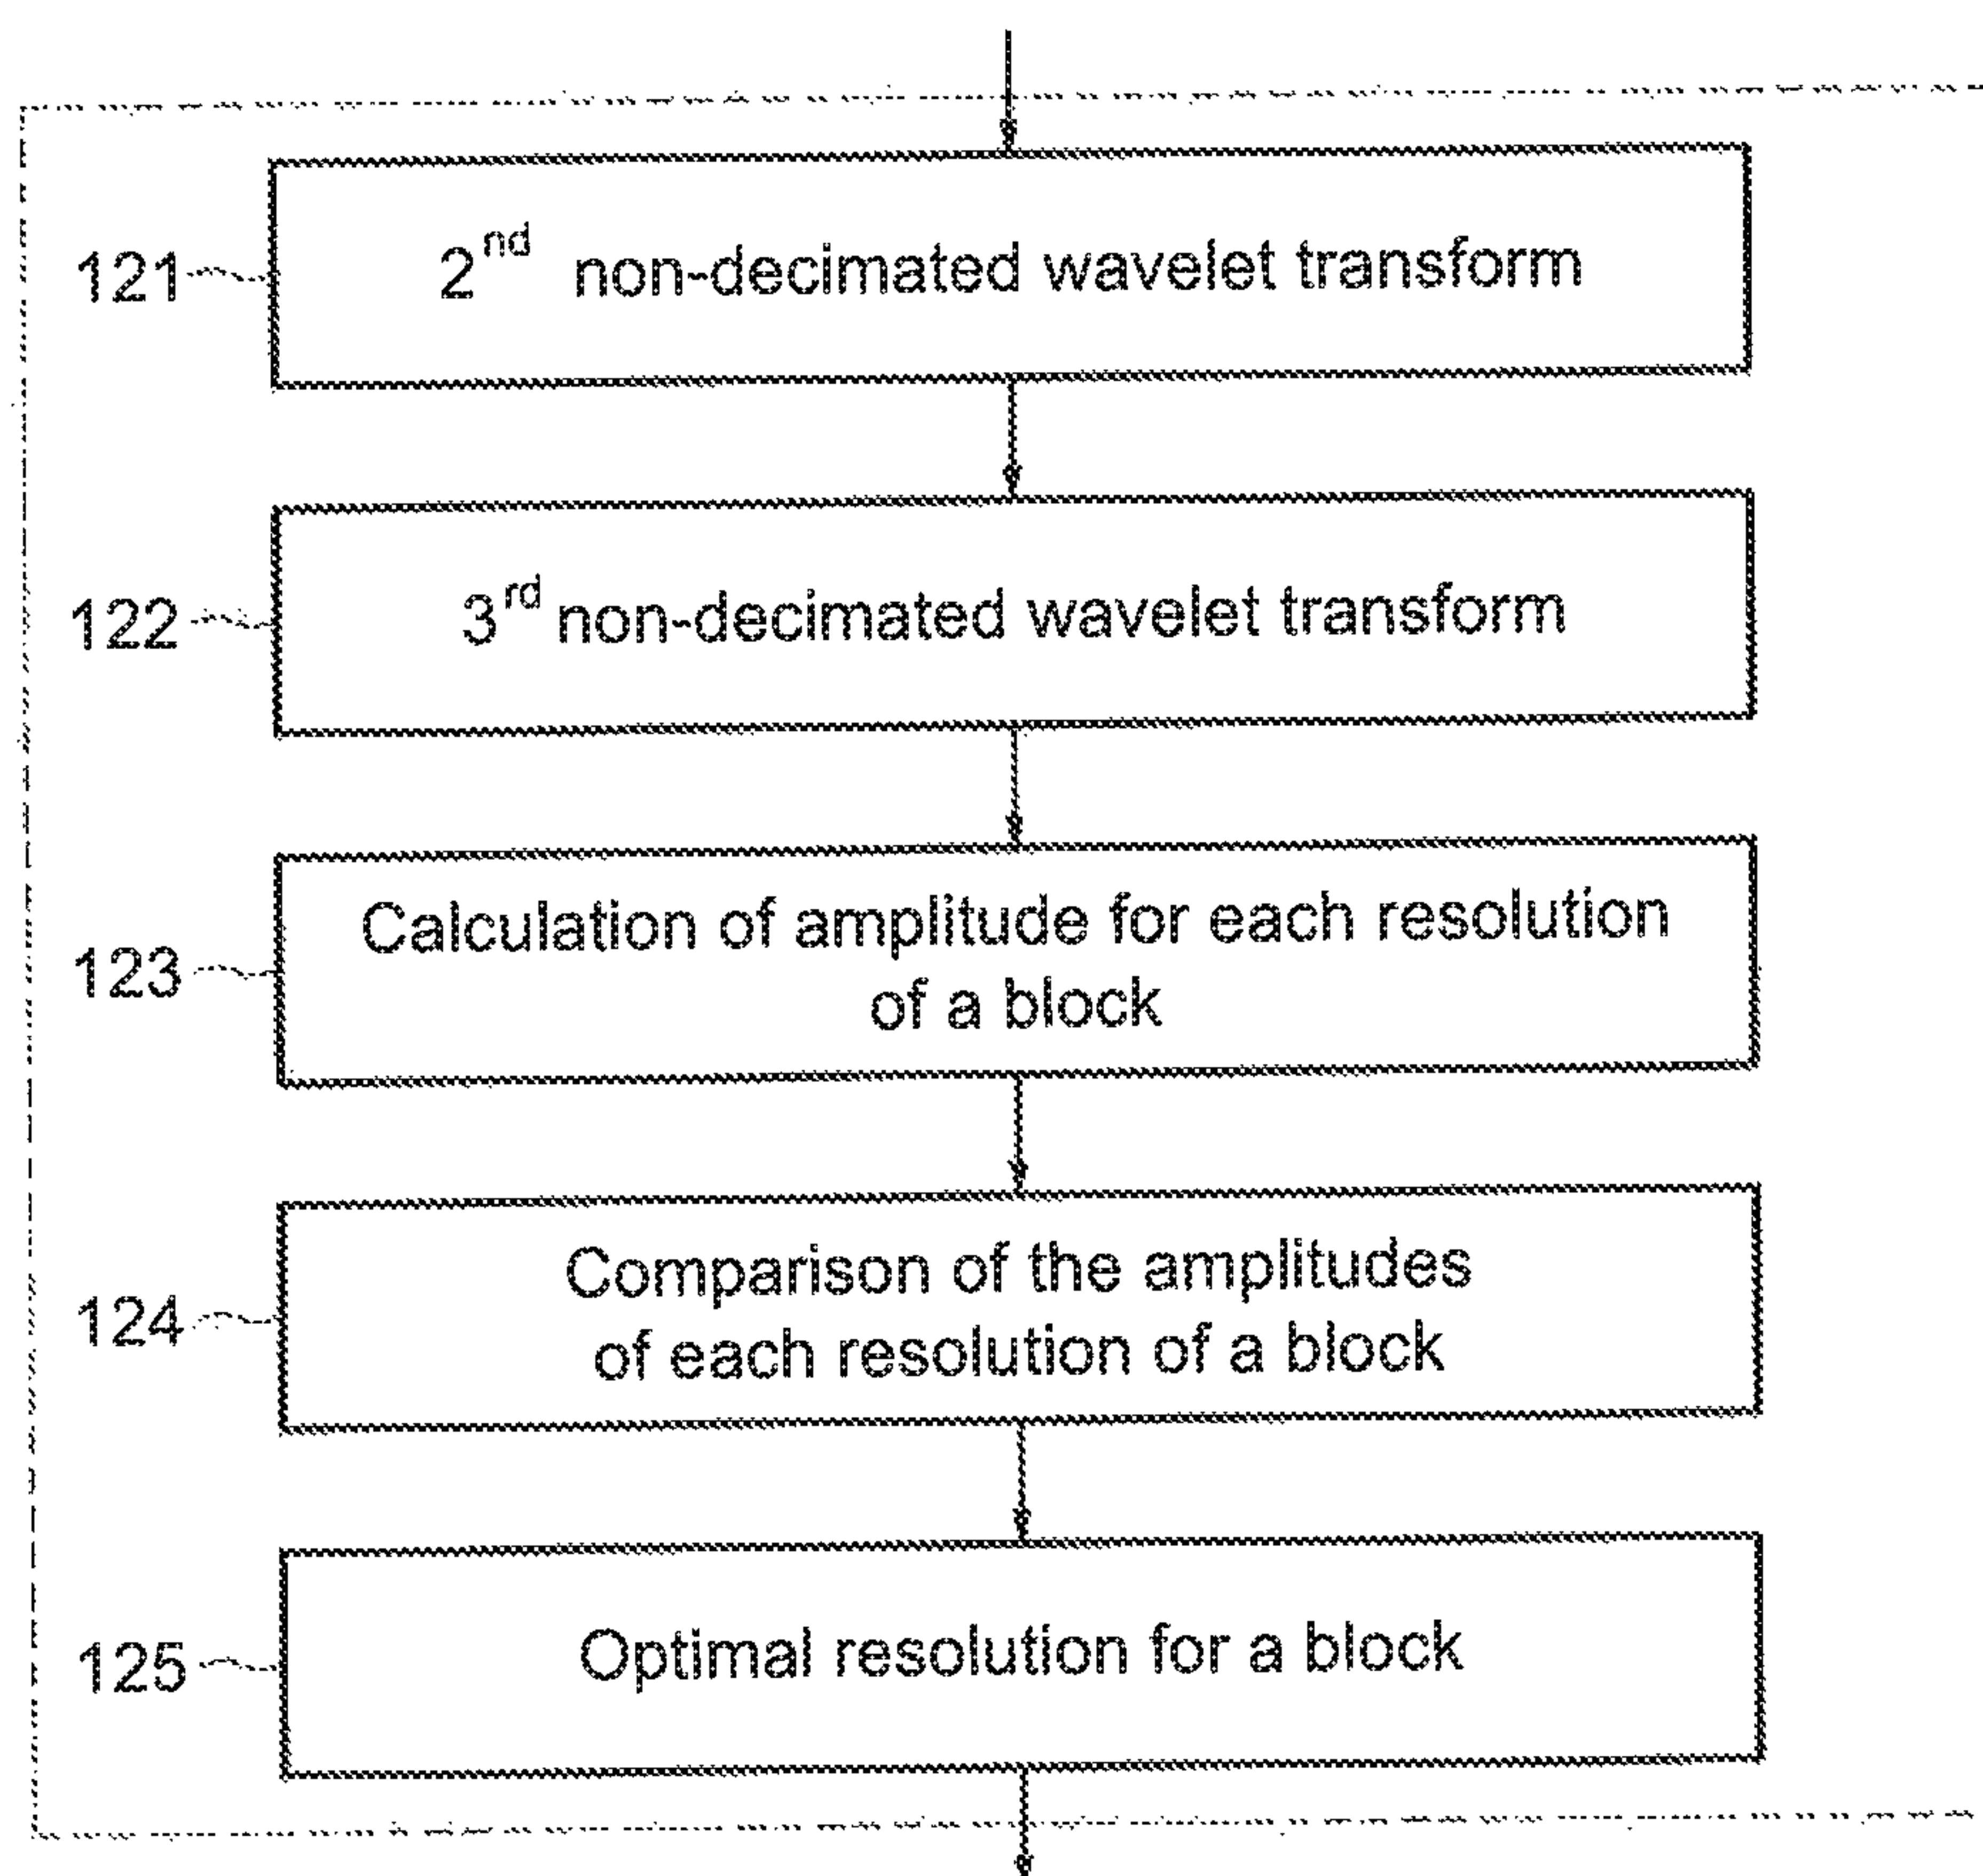 121 2nd non-decimated wavelet transform
122 3rd non-decimated wavelet transform
Calculation of amplitude for each resolution
123
of a block
Comparison of the amplitudes
124
of each resolution of a block
125 Optimal resolution for a block